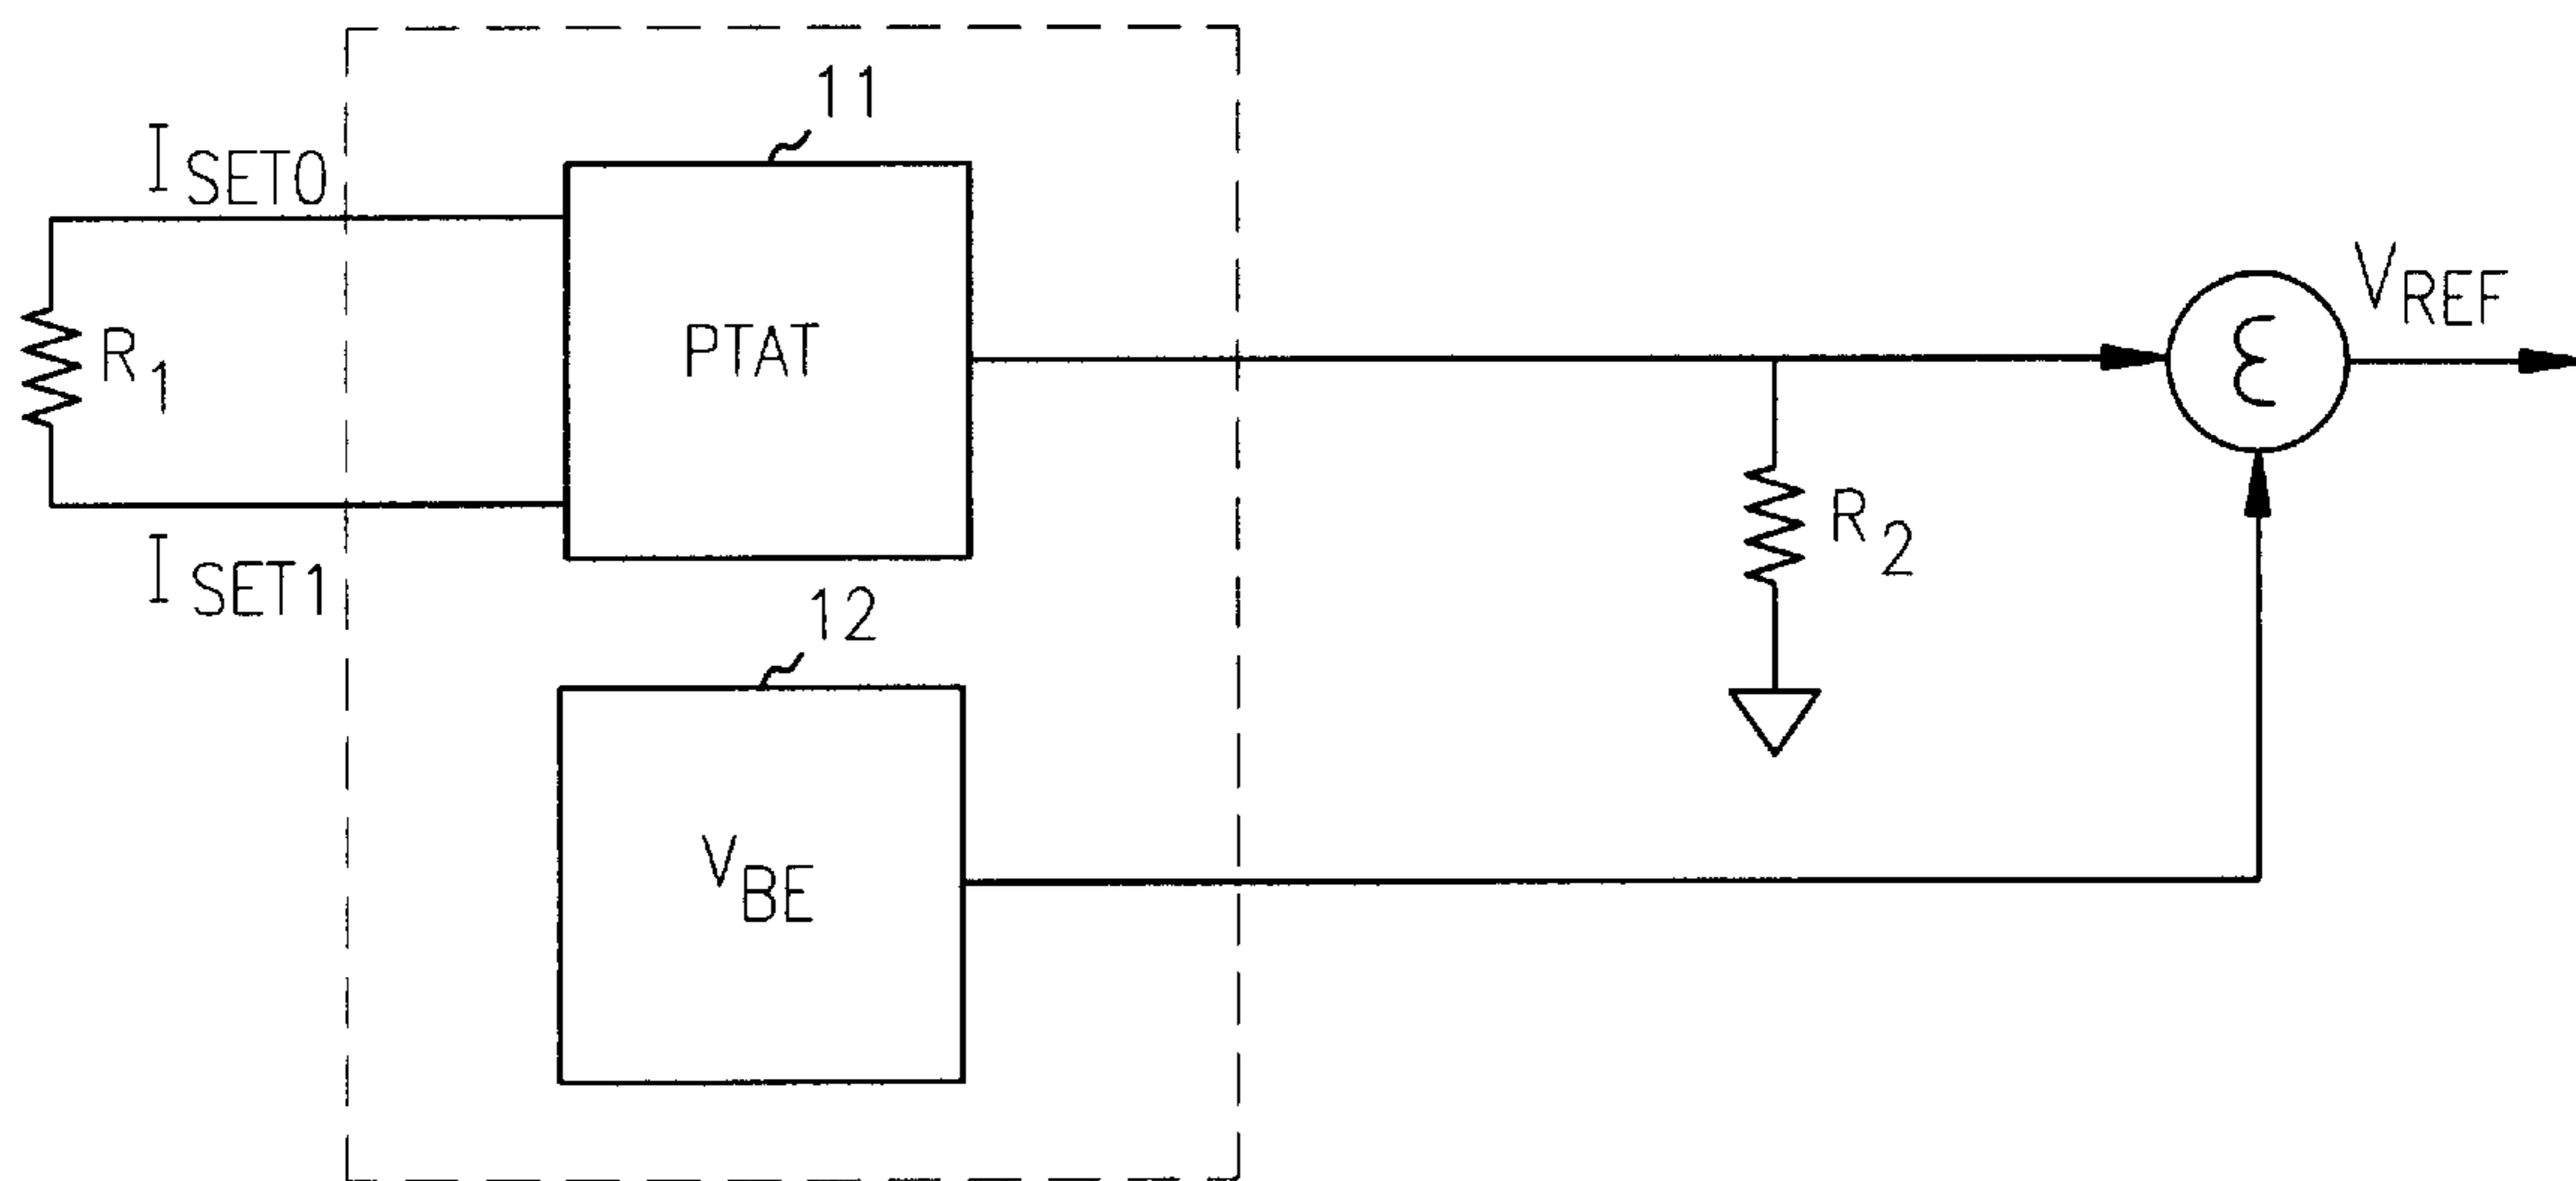 11
I SET0
PTAT
R 1
V REF
ε
I SET1
R 2
12
V BE